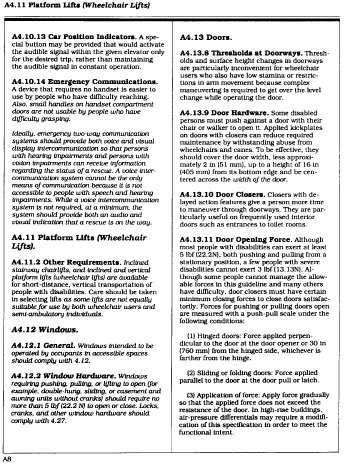 A4.11 Platform Lifts (Wheelchair Lifts)
A4.10.13 Car Position Indicators. A spe-
cial button may be provided that would activate
the audible signal within the given elevator only
for the desired trip, rather than maintaining
the audible signal in constant operation.
A4.10.14 Emergency Communications.
A device that requires no handset is easier to
use by people who have difficulty reaching.
Also, small handles on handset compartment
doors are not usable by people who have
difficulty grasping.
Ideally, emergency two-way communication
systems should provide both voice and visual
display intercommunication so that persons
with hearing impairments and persons with
vision impairments can receive information
regarding the status of a rescue. A voice inter-
communication system cannot be the only
means of communication because it is not
accessible to people with speech and hearing
impairments. While a voice intercommunication
system is not required, at a minimum, the
system should provide both an audio and
visual indication that a rescue is on the way.
A4.11 Platform Lifts (Wheelchair
Lifts).
A4.11.2 Other Requirements. Inclined
stairway chairlifts, and inclined and vertical
platform lifts (wheelchair lifts) are available
for short-distance, vertical transportation of
people with disabilities. Care should be taken
in selecting lifts as some lifts are not equally
suitable for use by both wheelchair users and
semi-ambulatory individuals.
A4.12 Windows.
A4.12.1 General. Windows intended to be
operated by occupants in accessible spaces
should comply with 4.12.
A4.12.2 Window Hardware. Windows
requiring pushing, pulling, or lifting to open (for
example, double-hung, sliding, or casement and
awning units without cranks) should require no
more than 5 lbf (22.2 N) to open or close. Locks,
cranks, and other window hardware should
comply with 4.27.
A4.13 Doors.
A4.13.8 Thresholds at Doorways. Thresh-
olds and surface height changes in doorways
are particularly inconvenient for wheelchair
users who also have low stamina or restric-
tions in arm movement because complex
maneuvering is required to get over the level
change while operating the door.
A4.13.9 Door Hardware. Some disabled
persons must push against a door with their
chair or walker to open it. Applied kickplates
on doors with closers can reduce required
maintenance by withstanding abuse from
wheelchairs and canes. To be effective, they
should cover the door width, less approxi-
mately 2 in (51 mm), up to a height of 16 in
(405 mm) from its bottom edge and be cen-
tered across the width of the door.
A4.13.10 Door Closers. Closers with de-
layed action features give a person more time
to maneuver through doorways. They are par-
ticularly useful on frequently used interior
doors such as entrances to toilet rooms.
A4.13.11 Door Opening Force. Although
most people with disabilities can exert at least
5 lbf (22.2N), both pushing and pulling from a
stationary position, a few people with severe
disabilities cannot exert 3 lbf (13.13N). Al-
though some people cannot manage the allow-
able forces in this guideline and many others
have difficulty, door closers must have certain
minimum closing forces to close doors satisfac-
torily. Forces for pushing or pulling doors open
are measured with a push-pull scale under the
following conditions:
(1) Hinged doors: Force applied perpen-
dicular to the door at the door opener or 30 in
(760 mm) from the hinged side, whichever is
farther from the hinge.
(2) Sliding or folding doors: Force applied
parallel to the door at the door pull or latch.
(3) Application of force: Apply force gradually
so that the applied force does not exceed the
resistance of the door. In high-rise buildings,
air-pressure differentials may require a modifi-
cation of this specification in order to meet the
functional intent.
A8